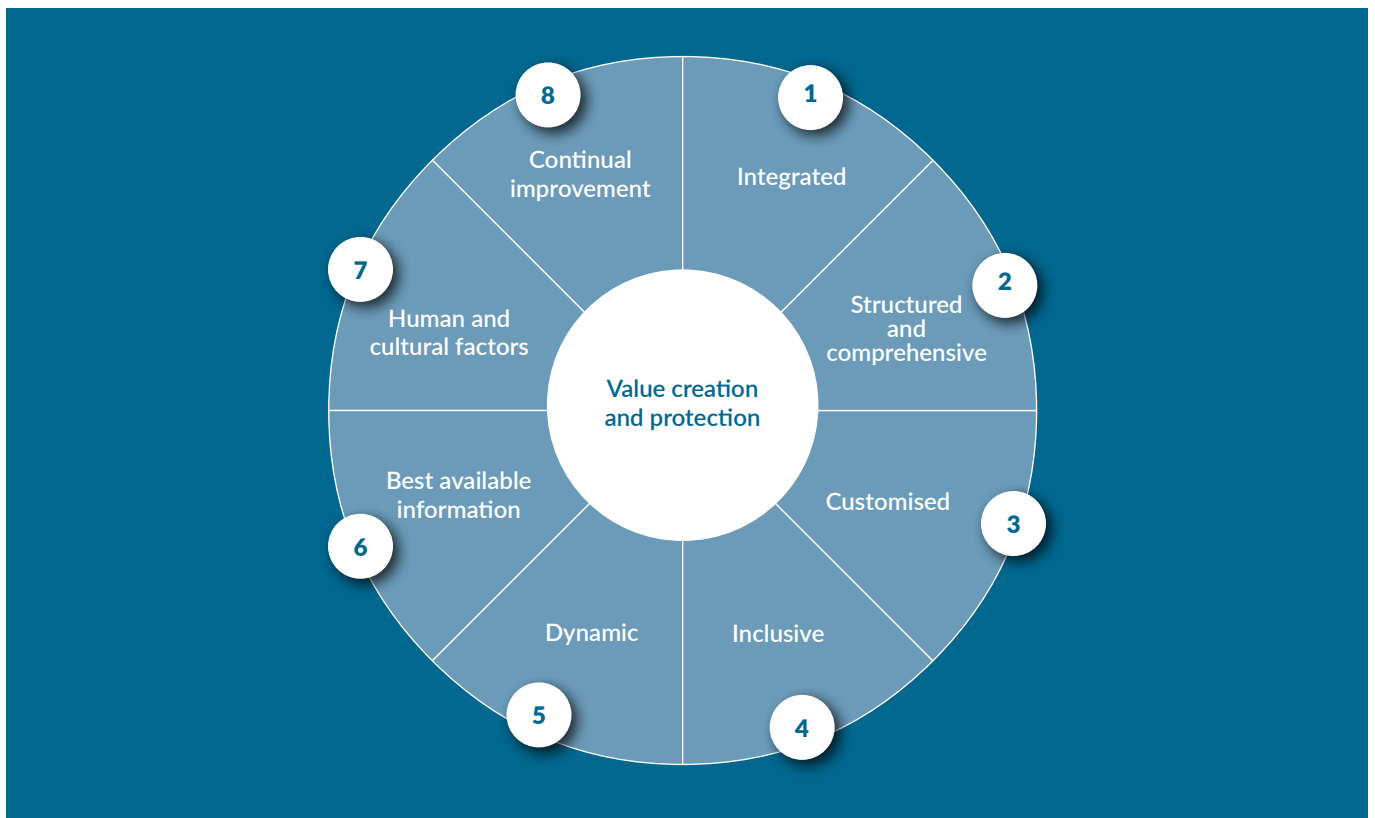 1
Integrated
2
Structured
and
comprehensive
3
Customised
4
Inclusive
5
Dynamic
6
Best available
information
7
Human and
cultural factors
8
Continual
improvement
Value creation
and protection